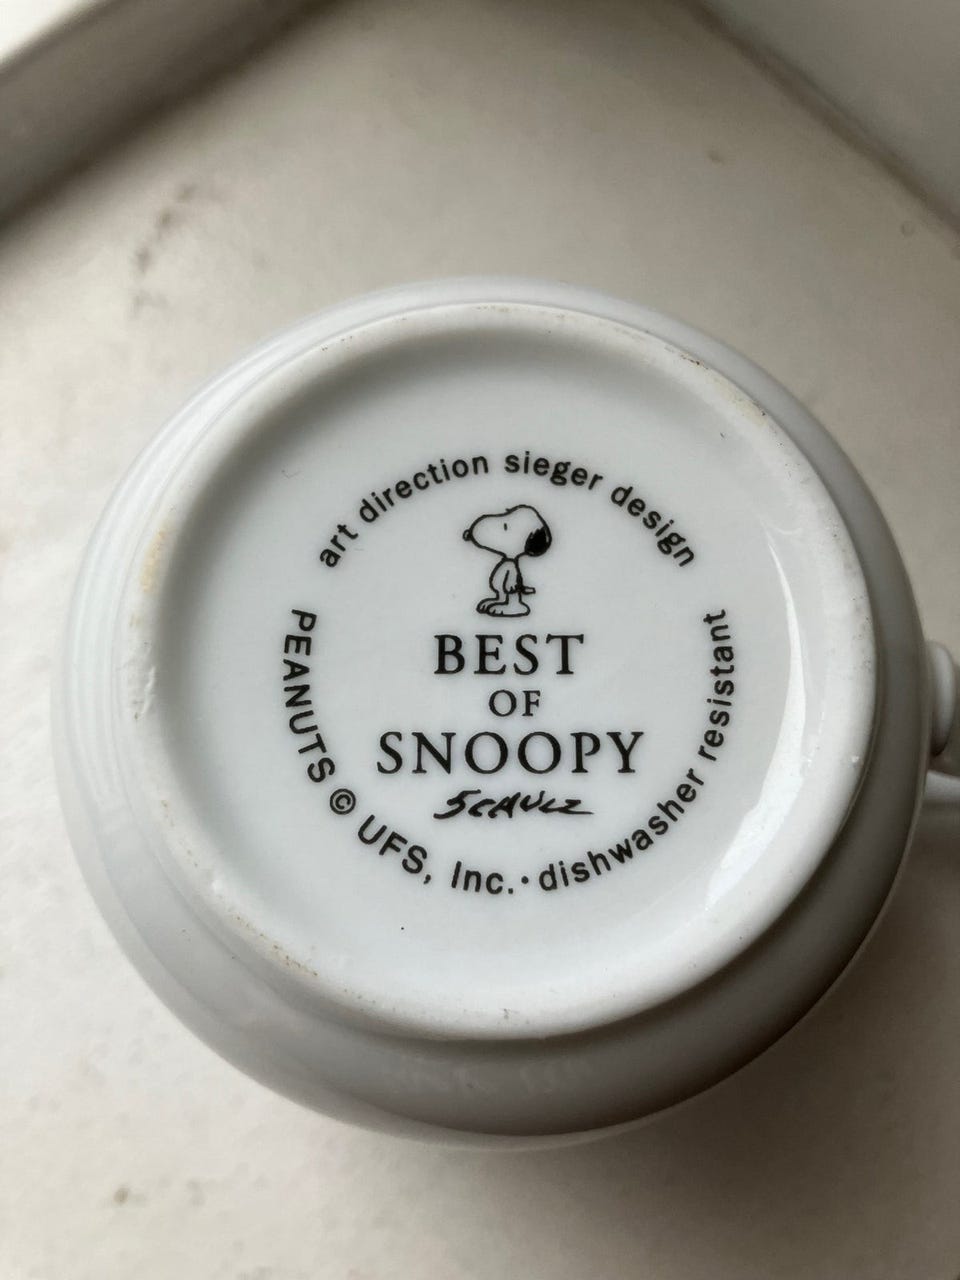 art direction sieger design
BEST
OF
SNOOPY
SCHULZ
PEANUTS © UFS, Inc. · dishwasher resistant